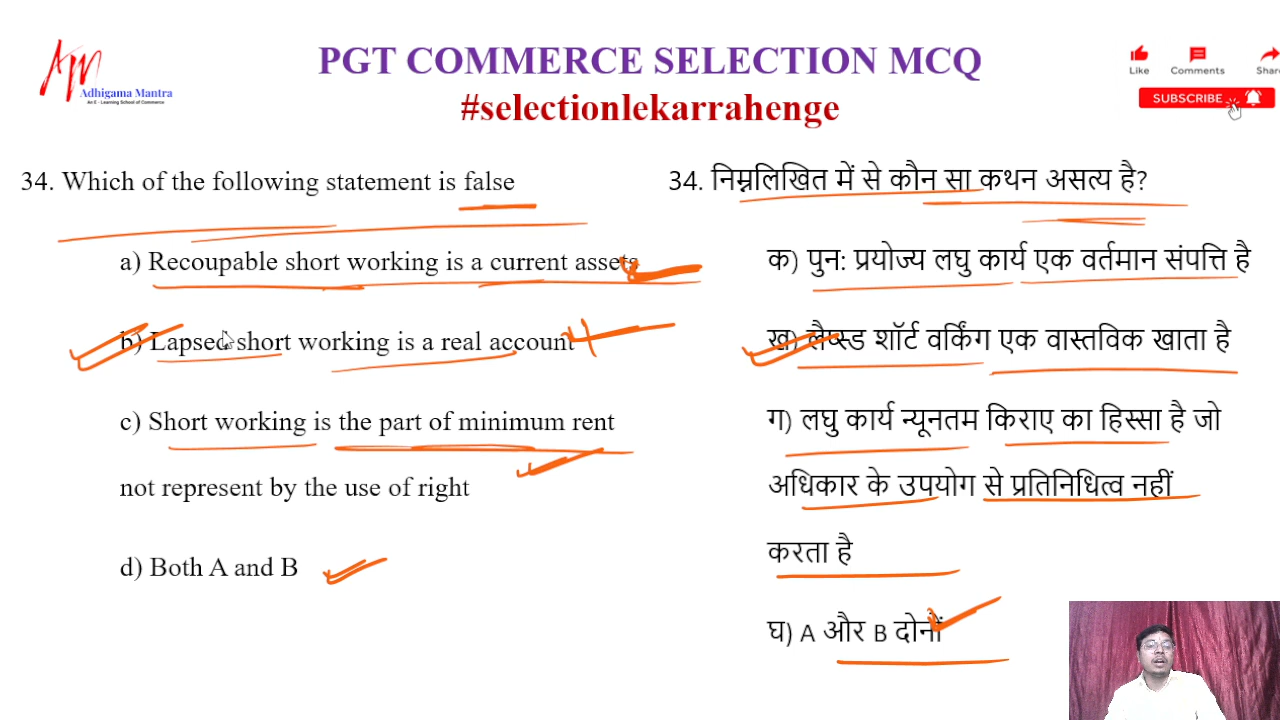 Adhigama Mantra
An E - Learning School of Commerce
PGT COMMERCE SELECTION MCQ
#selectionlekarrahenge
Like
Comments
Share
SUBSCRIBE
34. Which of the following statement is false
a) Recoupable short working is a current assets
b) Lapsed short working is a real account
c) Short working is the part of minimum rent
not represent by the use of right
d) Both A and B
34. निम्नलिखित में से कौन सा कथन असत्य है?
क) पुन: प्रयोज्य लघु कार्य एक वर्तमान संपत्ति है
ख) लैप्स्ड शॉर्ट वर्किंग एक वास्तविक खाता है
ग) लघु कार्य न्यूनतम किराए का हिस्सा है जो
अधिकार के उपयोग से प्रतिनिधित्व नहीं
करता है
घ) A और B दोनों